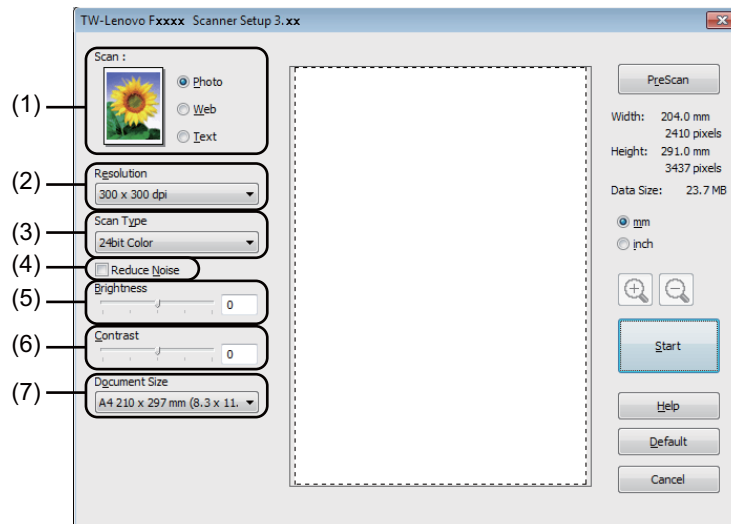 TW-Lenovo Fxxxx Scanner Setup 3.xx
(1)
Scan :
Photo
Web
Text
(2)
Resolution
300 x 300 dpi
(3)
Scan Type
24bit Color
(4)
Reduce Noise
(5)
Brightness
0
(6)
Contrast
0
(7)
Document Size
A4 210 x 297 mm (8.3 x 11.
PreScan
Width: 204.0 mm
2410 pixels
Height: 291.0 mm
3437 pixels
Data Size: 23.7 MB
mm
inch
Start
Help
Default
Cancel